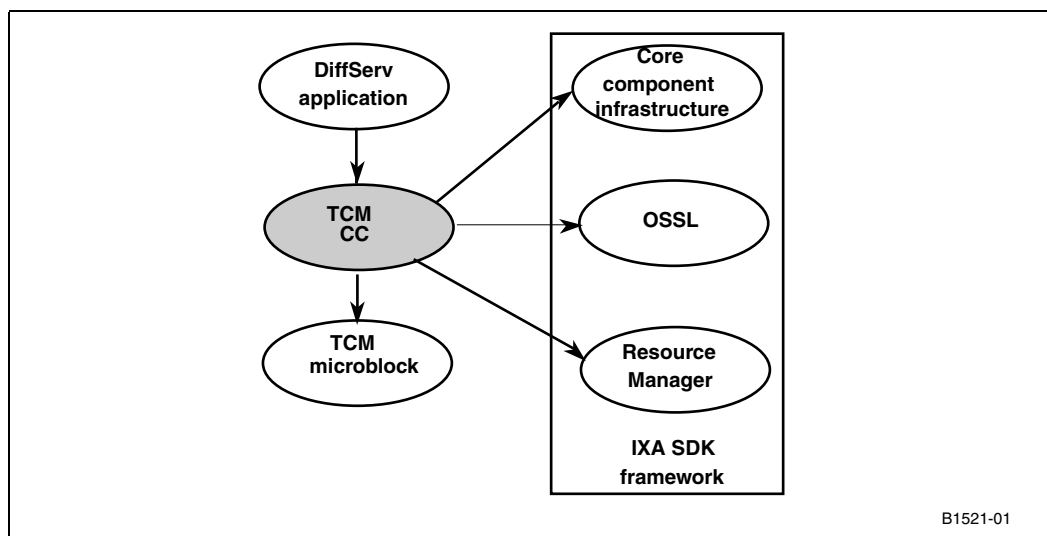 DiffServ
application
TCM
CC
TCM
microblock
Core
component
infrastructure
OSSL
Resource
Manager
IXA SDK
framework
B1521-01